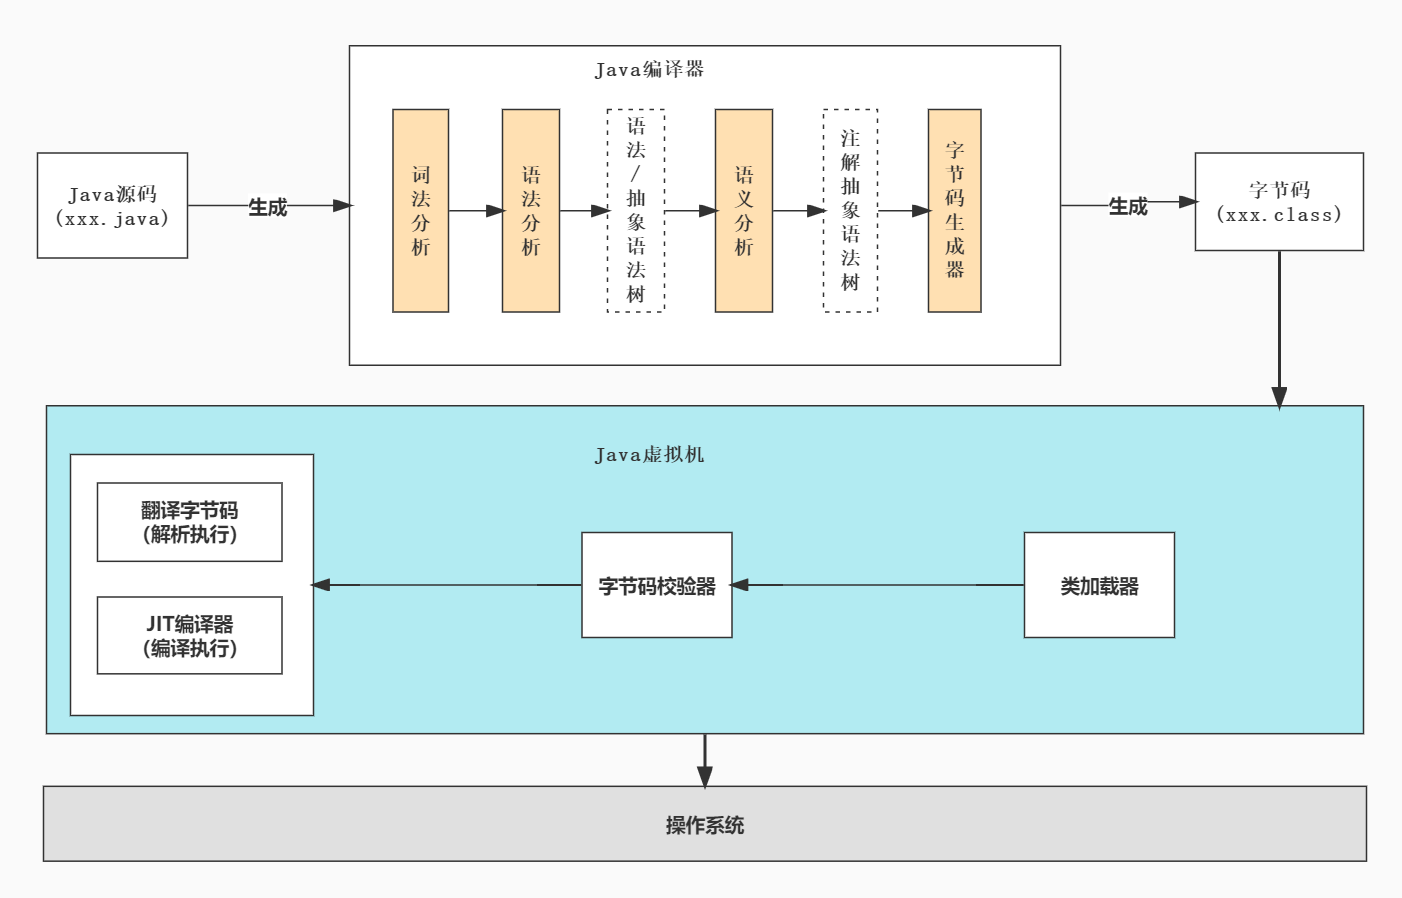 Java编译器
Java源码
(xxx.java)
生成
词法分析
语法分析
语法/抽象语法树
语义分析
注解抽象语法树
字节码生成器
生成
字节码
(xxx.class)
Java虚拟机
翻译字节码
(解析执行)
JIT编译器
(编译执行)
字节码校验器
类加载器
操作系统